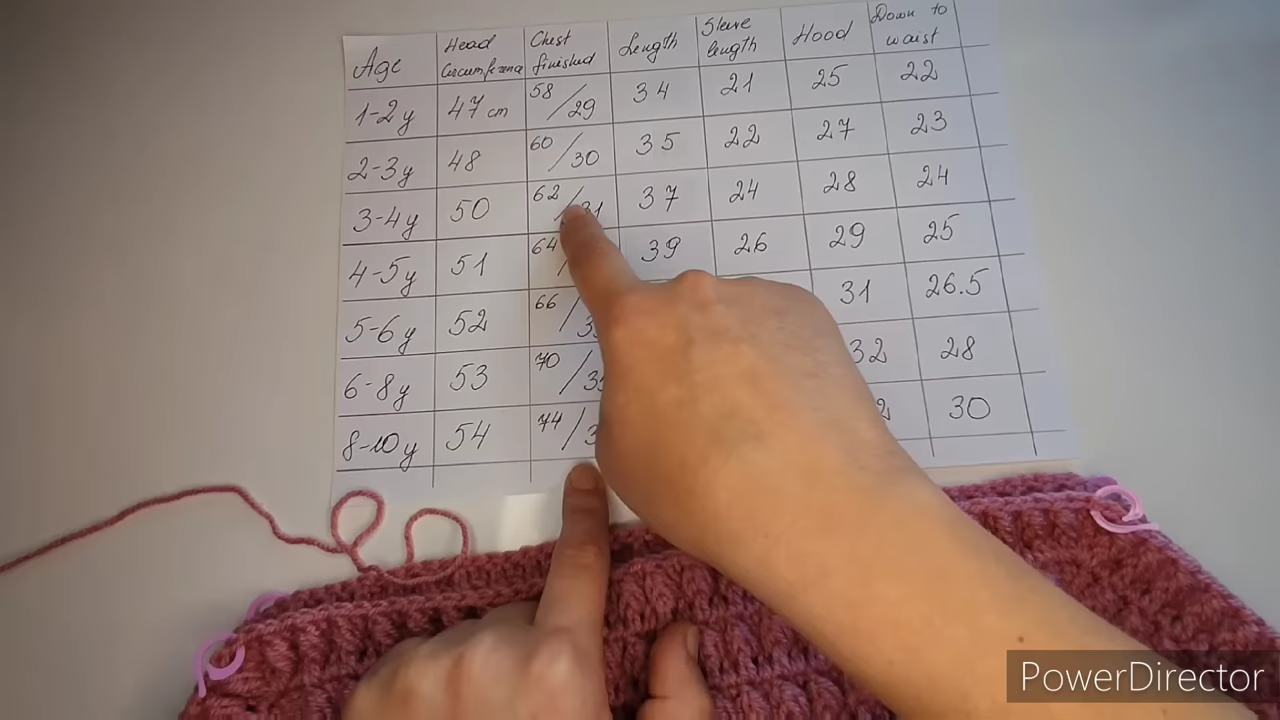 Age Head Circumference Chest finished Length Sleeve length Hood Down to waist
1-2y 47 cm 58/29 34 21 25 22
2-3y 48 60/30 35 22 27 23
3-4y 50 62/31 37 24 28 24
4-5y 51 64/ 39 26 29 25
5-6y 52 66/ 31 26.5
6-8y 53 70/ 32 28
8-10y 54 74/ 30
PowerDirector